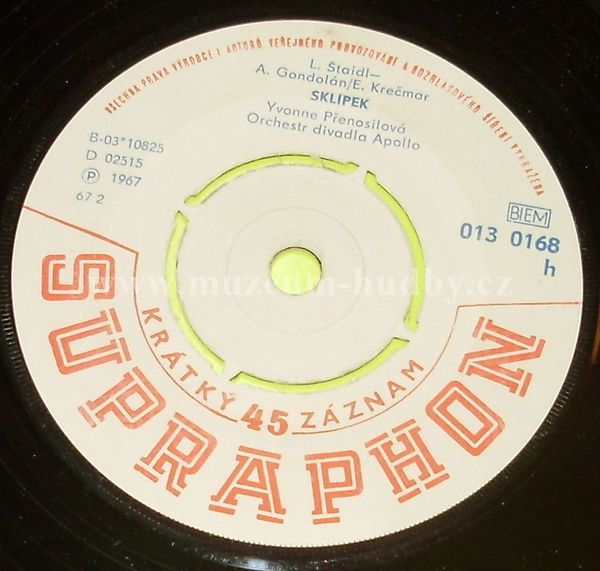 VŠECHNA PRÁVA VÝROBCE I AUTORŮ VEŘEJNÉHO PROVOZOVÁNÍ A ROZHLASOVÉHO ŠÍŘENÍ VYHRAŽENA
L. Štaidl–
A. Gondolán/E. Krečmar
SKLÍPEK
Yvonne Přenosilová
Orchestr divadla Apollo
B-03*10825
D 02515
Ⓟ 1967
67 2
BIEM
013 0168
h
www.muzeum-hudby.cz
KRÁTKÝ 45 ZÁZNAM
SUPRAPHON